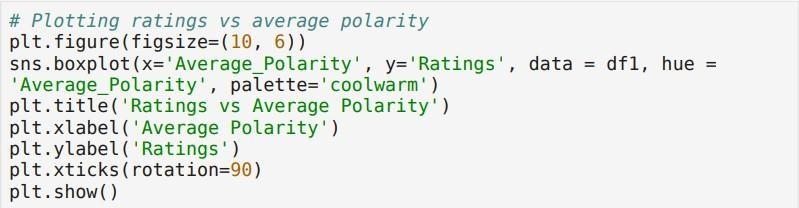 # Plotting ratings vs average polarity
plt.figure(figsize=(10, 6))
sns.boxplot(x='Average_Polarity', y='Ratings', data = df1, hue =
'Average_Polarity', palette='coolwarm')
plt.title('Ratings vs Average Polarity')
plt.xlabel('Average Polarity')
plt.ylabel('Ratings')
plt.xticks(rotation=90)
plt.show()